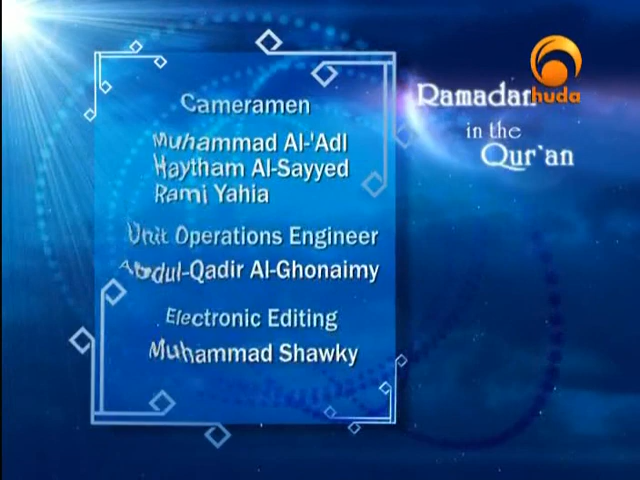 Cameramen
Muhammad Al-'Adl
Haytham Al-Sayyed
Rami Yahia
Unit Operations Engineer
Abdul-Qadir Al-Ghonaimy
Electronic Editing
Muhammad Shawky
Ramadan
in the
Qur`an
huda